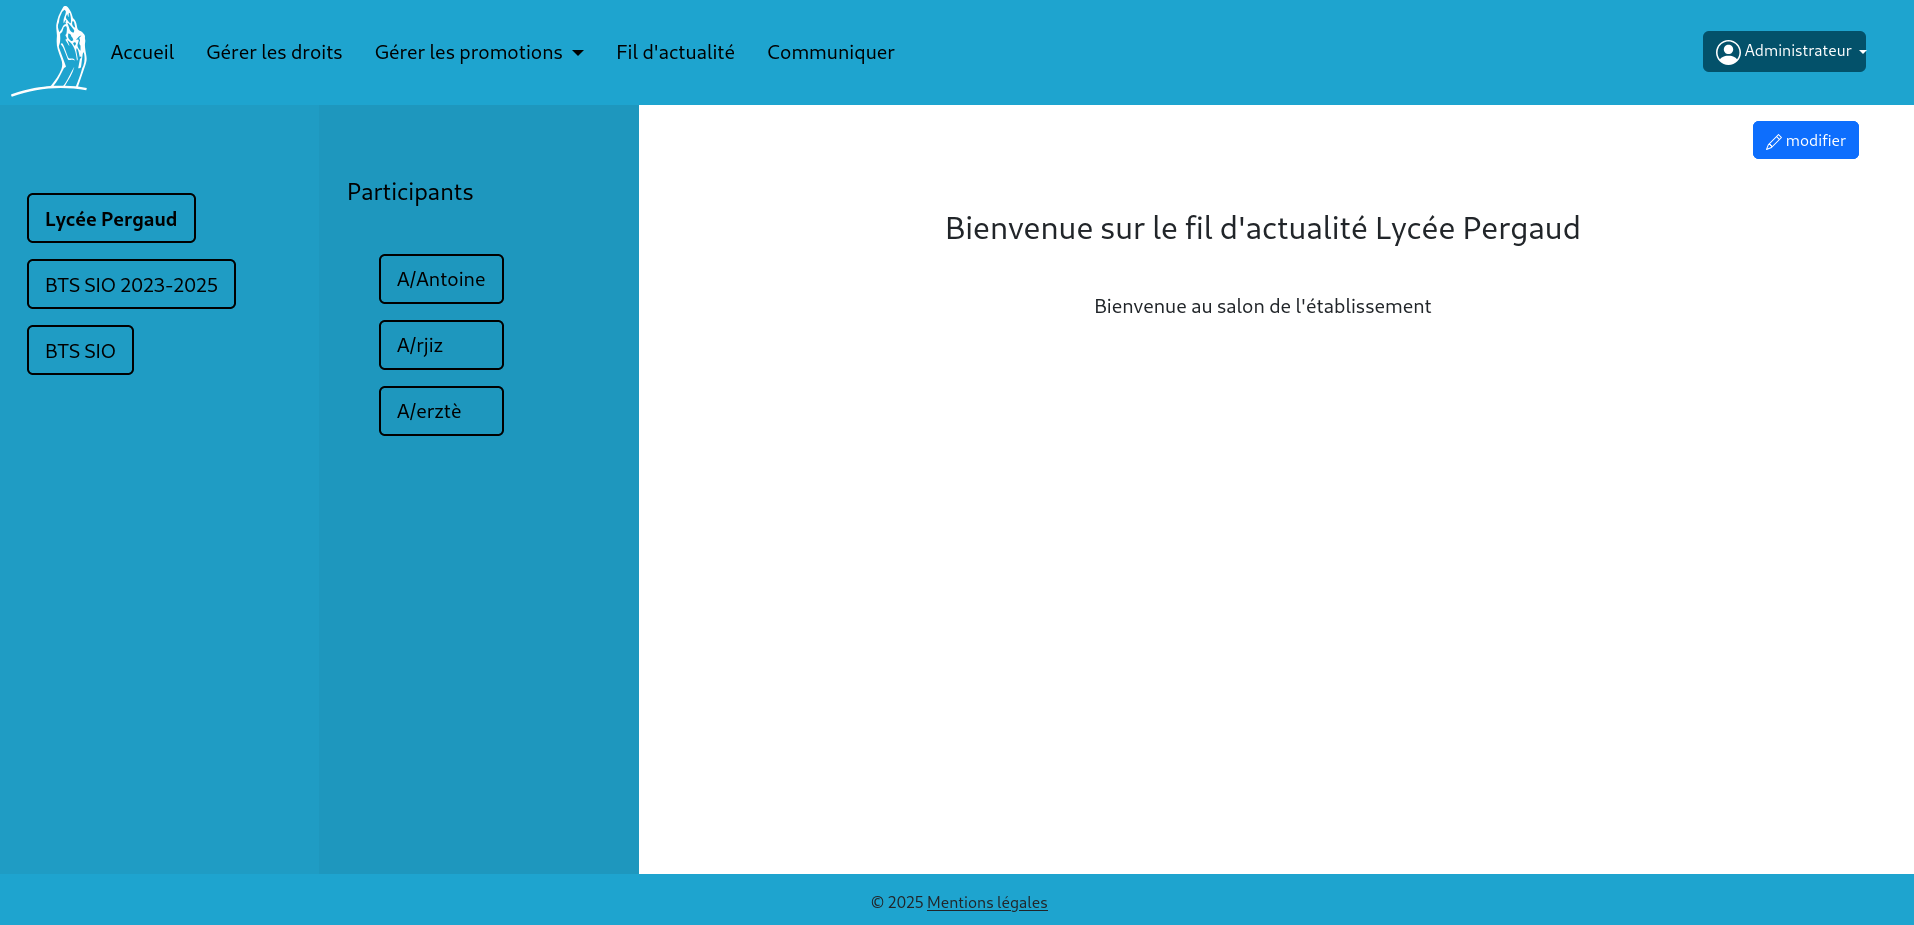 Accueil Gérer les droits Gérer les promotions Fil d'actualité Communiquer Administrateur
modifier
Lycée Pergaud
BTS SIO 2023-2025
BTS SIO
Participants
A/Antoine
A/rjiz
A/erztè
Bienvenue sur le fil d'actualité Lycée Pergaud
Bienvenue au salon de l'établissement
© 2025 Mentions légales